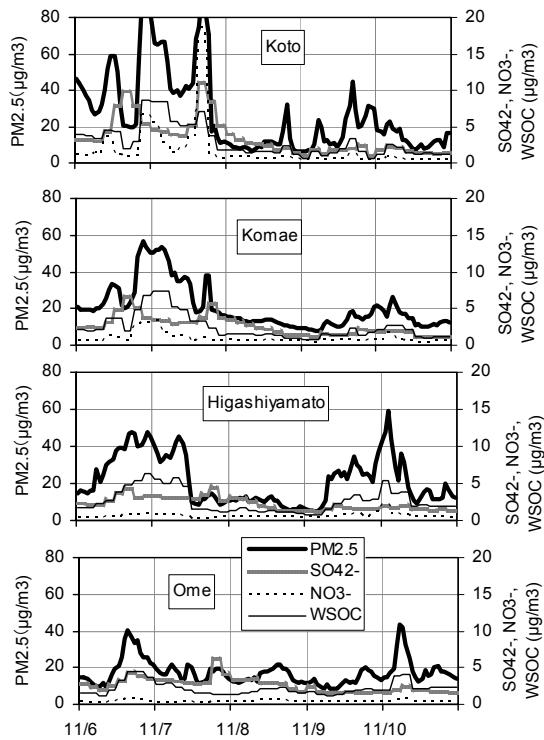 80 20
60 15
40 10
20 5
0 0
Koto
PM2.5 (µg/m3)
SO42-, NO3-,
WSOC (µg/m3)
80 20
60 15
40 10
20 5
0 0
Komae
PM2.5(µg/m3)
SO42-, NO3-,
WSOC (µg/m3)
80 20
60 15
40 10
20 5
0 0
Higashiyamato
PM2.5(µg/m3)
SO42-, NO3-,
WSOC (µg/m3)
80 20
60 15
40 10
20 5
0 0
Ome
PM2.5
SO42-
NO3-
WSOC
PM2.5(µg/m3)
SO42-, NO3-,
WSOC (µg/m3)
11/6 11/7 11/8 11/9 11/10